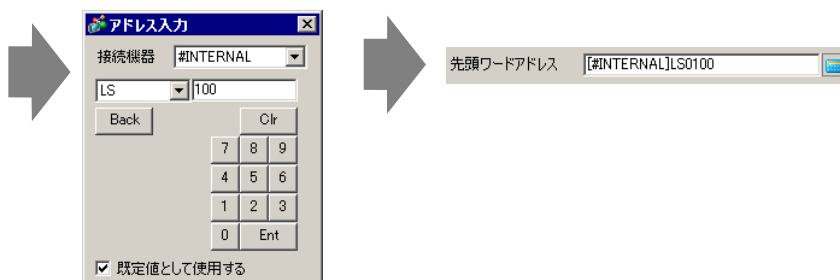 アドレス入力
接続機器 #INTERNAL
LS 100
Back Clr
7 8 9
4 5 6
1 2 3
0 Ent
既定値として使用する
先頭ワードアドレス [#INTERNAL]LS0100